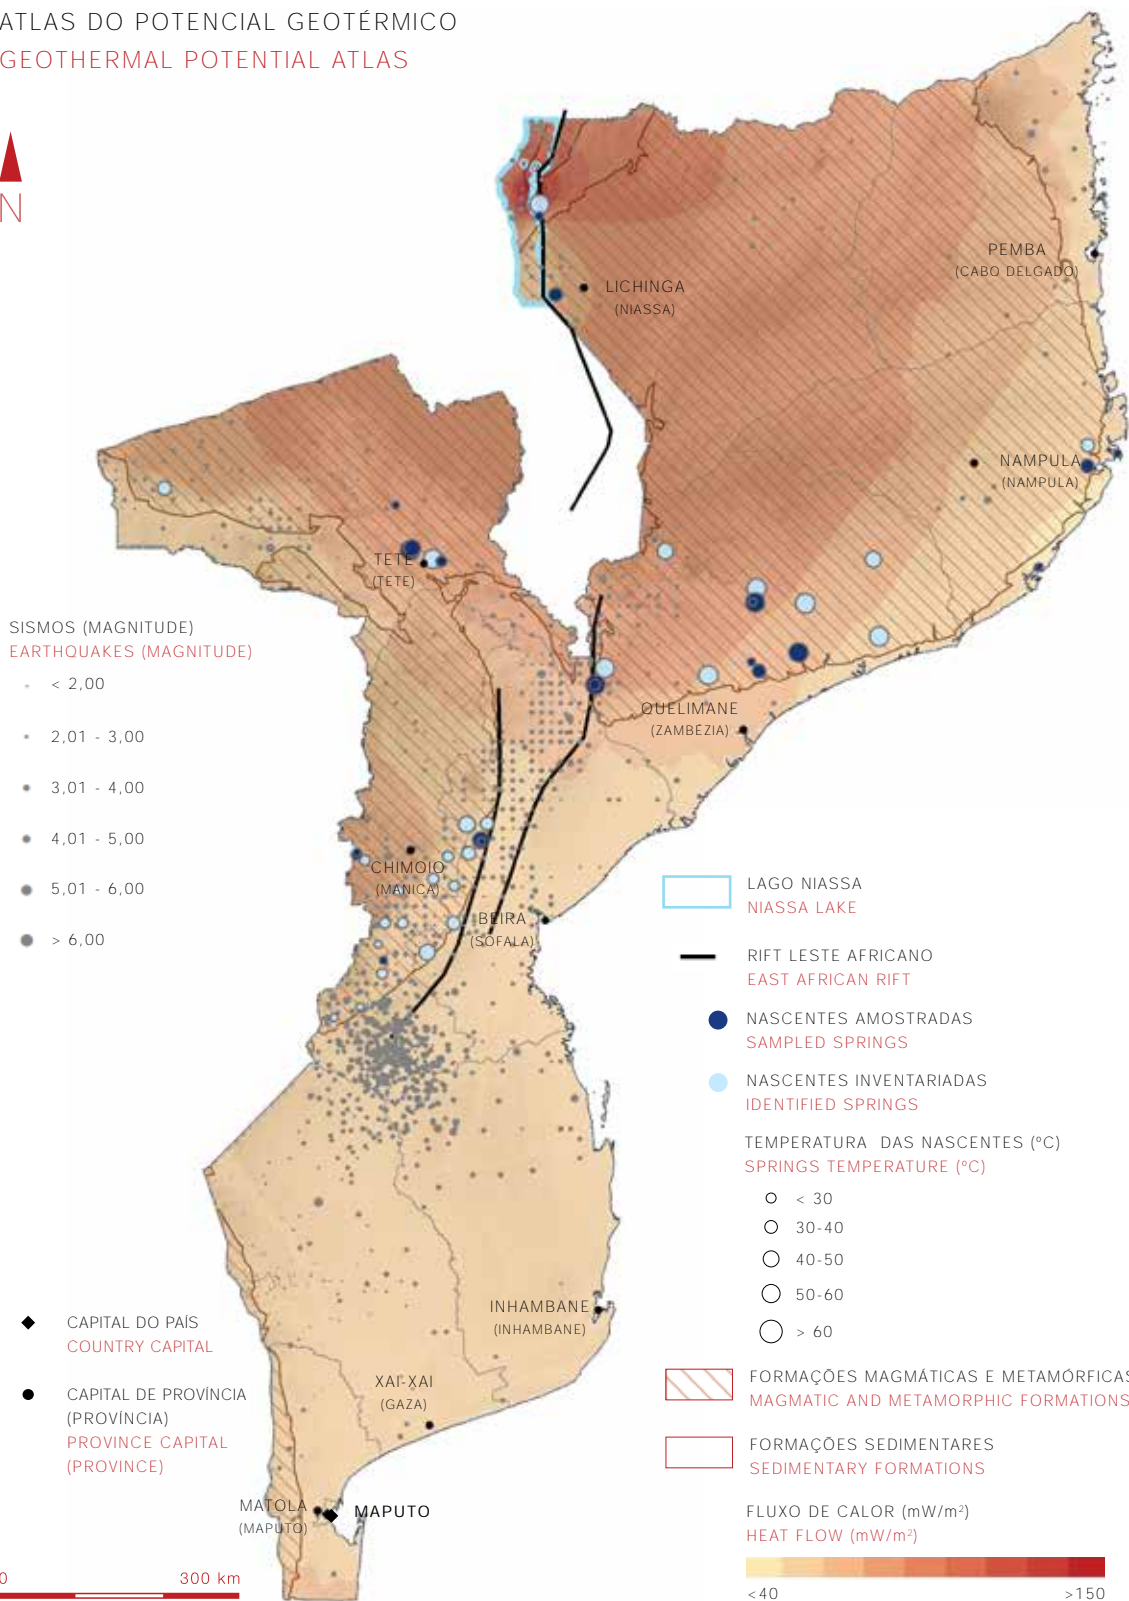 ATLAS DO POTENCIAL GEOTÉRMICO
GEOTHERMAL POTENTIAL ATLAS
N
PEMBA
(CABO DELGADO)
LICHINGA
(NIASSA)
NAMPULA
(NAMPULA)
TETE
(TETE)
SISMOS (MAGNITUDE)
EARTHQUAKES (MAGNITUDE)
< 2,00
2,01 - 3,00
3,01 - 4,00
4,01 - 5,00
5,01 - 6,00
> 6,00
QUELIMANE
(ZAMBÉZIA)
CHIMOIO
(MANICA)
BEIRA
(SOFALA)
LAGO NIASSA
NIASSA LAKE
RIFT LESTE AFRICANO
EAST AFRICAN RIFT
NASCENTES AMOSTRADAS
SAMPLED SPRINGS
NASCENTES INVENTARIADAS
IDENTIFIED SPRINGS
TEMPERATURA DAS NASCENTES (ºC)
SPRINGS TEMPERATURE (ºC)
< 30
30-40
40-50
50-60
> 60
INHAMBANE
(INHAMBANE)
CAPITAL DO PAÍS
COUNTRY CAPITAL
CAPITAL DE PROVÍNCIA
(PROVÍNCIA)
PROVINCE CAPITAL
(PROVINCE)
XAI-XAI
(GAZA)
FORMAÇÕES MAGMÁTICAS E METAMÓRFICAS
MAGMATIC AND METAMORPHIC FORMATIONS
FORMAÇÕES SEDIMENTARES
SEDIMENTARY FORMATIONS
MATOLA
(MAPUTO)
MAPUTO
FLUXO DE CALOR (mW/m²)
HEAT FLOW (mW/m²)
<40
>150
0
300 km